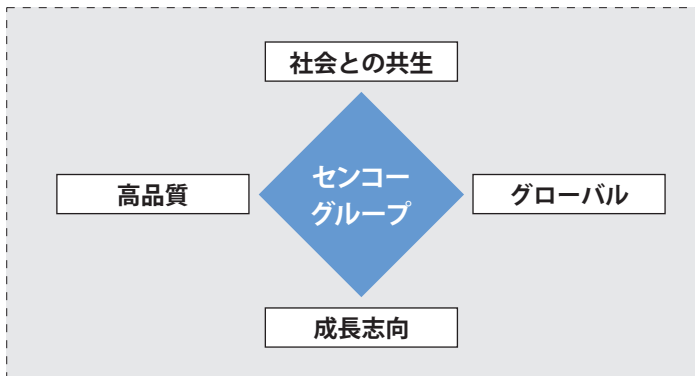 社会との共生
高品質
センコー
グループ
グローバル
成長志向